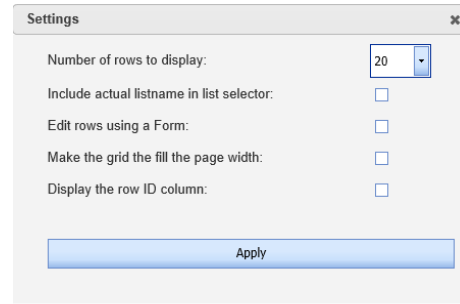 Settings
Number of rows to display: 20
Include actual listname in list selector:
Edit rows using a Form:
Make the grid the fill the page width:
Display the row ID column:
Apply